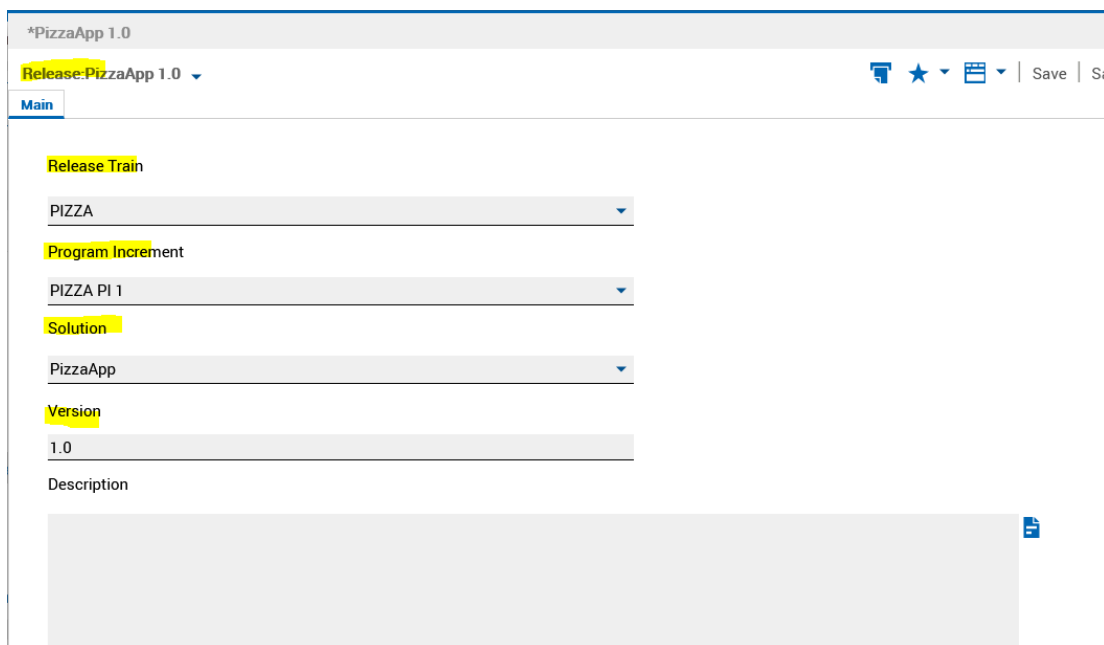 *PizzaApp 1.0
Release:PizzaApp 1.0
Save
Main
Release Train
PIZZA
Program Increment
PIZZA PI 1
Solution
PizzaApp
Version
1.0
Description